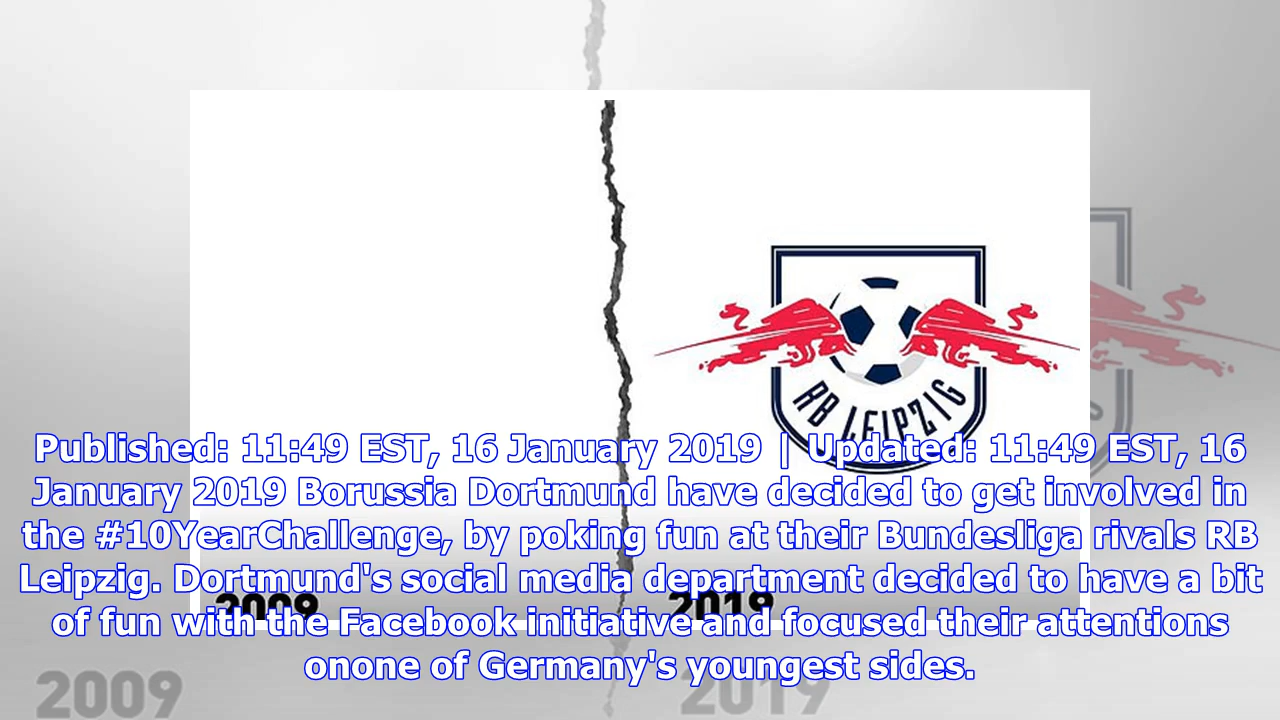 RB LEIPZIG
Published: 11:49 EST, 16 January 2019 | Updated: 11:49 EST, 16
January 2019 Borussia Dortmund have decided to get involved in
the #10YearChallenge, by poking fun at their Bundesliga rivals RB
Leipzig. Dortmund's social media department decided to have a bit
of fun with the Facebook initiative and focused their attentions
onone of Germany's youngest sides.
2009
2019
2009
2019